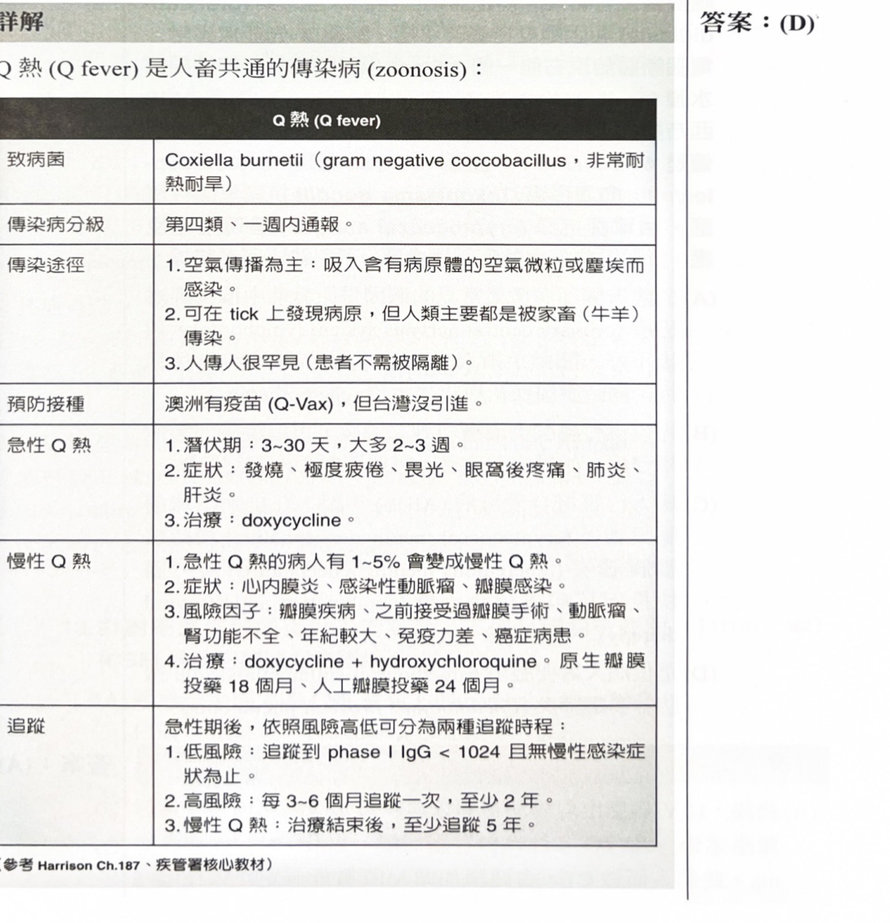 詳解
答案：(D)
Q 熱 (Q fever) 是人畜共通的傳染病 (zoonosis)：
Q 熱 (Q fever)
致病菌
Coxiella burnetii（gram negative coccobacillus，非常耐
熱耐旱）
傳染病分級
第四類、一週內通報。
傳染途徑
1.空氣傳播為主：吸入含有病原體的空氣微粒或塵埃而
感染。
2.可在 tick 上發現病原，但人類主要都是被家畜（牛羊）
傳染。
3.人傳人很罕見（患者不需被隔離）。
預防接種
澳洲有疫苗 (Q-Vax)，但台灣沒引進。
急性 Q 熱
1.潛伏期：3~30 天，大多 2~3 週。
2.症狀：發燒、極度疲倦、畏光、眼窩後疼痛、肺炎、
肝炎。
3.治療：doxycycline。
慢性 Q 熱
1.急性 Q 熱的病人有 1~5% 會變成慢性 Q 熱。
2.症狀：心內膜炎、感染性動脈瘤、瓣膜感染。
3.風險因子：瓣膜疾病、之前接受過瓣膜手術、動脈瘤、
腎功能不全、年紀較大、免疫力差、癌症病患。
4.治療：doxycycline + hydroxychloroquine。原生瓣膜
投藥 18 個月、人工瓣膜投藥 24 個月。
追蹤
急性期後，依照風險高低可分為兩種追蹤時程：
1.低風險：追蹤到 phase I IgG < 1024 且無慢性感染症
狀為止。
2.高風險：每 3~6 個月追蹤一次，至少 2 年。
3.慢性 Q 熱：治療結束後，至少追蹤 5 年。
（參考 Harrison Ch.187、疾管署核心教材）